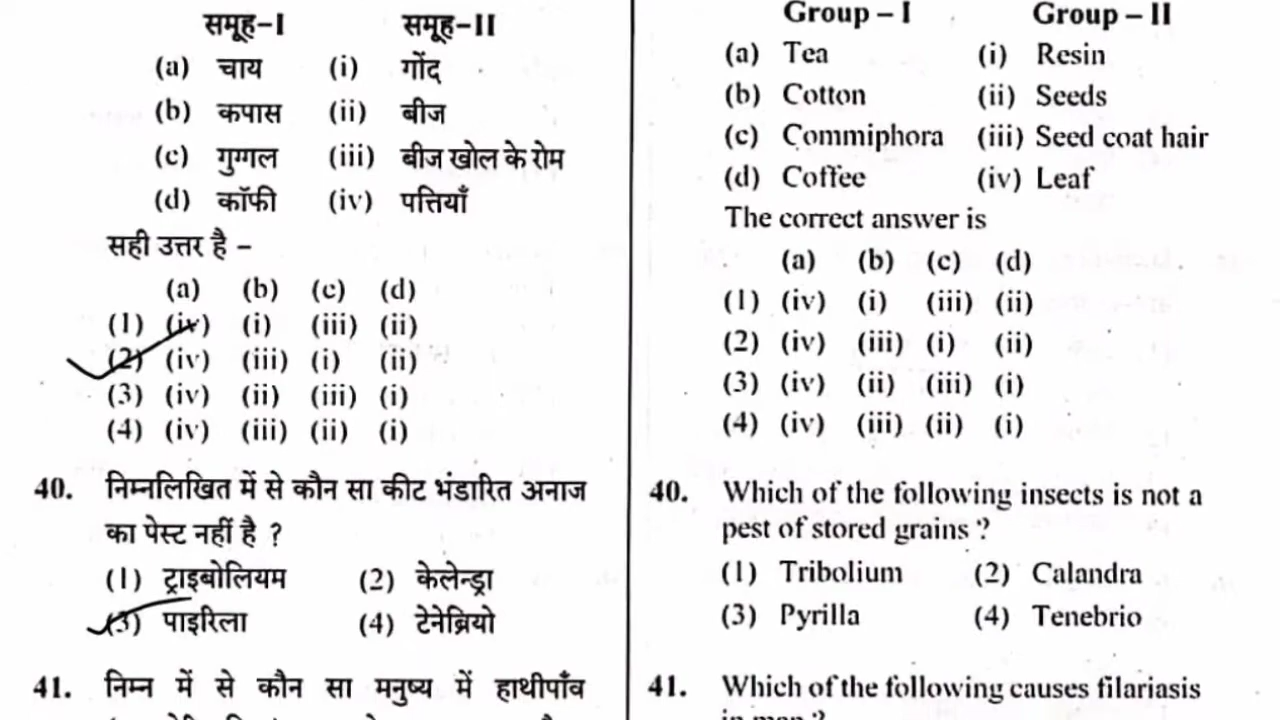 समूह-I समूह-II
(a) चाय (i) गोंद
(b) कपास (ii) बीज
(c) गुग्गल (iii) बीज खोल के रोम
(d) कॉफी (iv) पत्तियाँ
सही उत्तर है –
(a) (b) (c) (d)
(1) (iv) (i) (iii) (ii)
(2) (iv) (iii) (i) (ii)
(3) (iv) (ii) (iii) (i)
(4) (iv) (iii) (ii) (i)
40. निम्नलिखित में से कौन सा कीट भंडारित अनाज
का पेस्ट नहीं है ?
(1) ट्राइबोलियम (2) केलेन्ड्रा
(3) पाइरिला (4) टेनेब्रियो
41. निम्न में से कौन सा मनुष्य में हाथीपाँव
Group – I Group – II
(a) Tea (i) Resin
(b) Cotton (ii) Seeds
(c) Commiphora (iii) Seed coat hair
(d) Coffee (iv) Leaf
The correct answer is
(a) (b) (c) (d)
(1) (iv) (i) (iii) (ii)
(2) (iv) (iii) (i) (ii)
(3) (iv) (ii) (iii) (i)
(4) (iv) (iii) (ii) (i)
40. Which of the following insects is not a
pest of stored grains ?
(1) Tribolium (2) Calandra
(3) Pyrilla (4) Tenebrio
41. Which of the following causes filariasis
in man ?